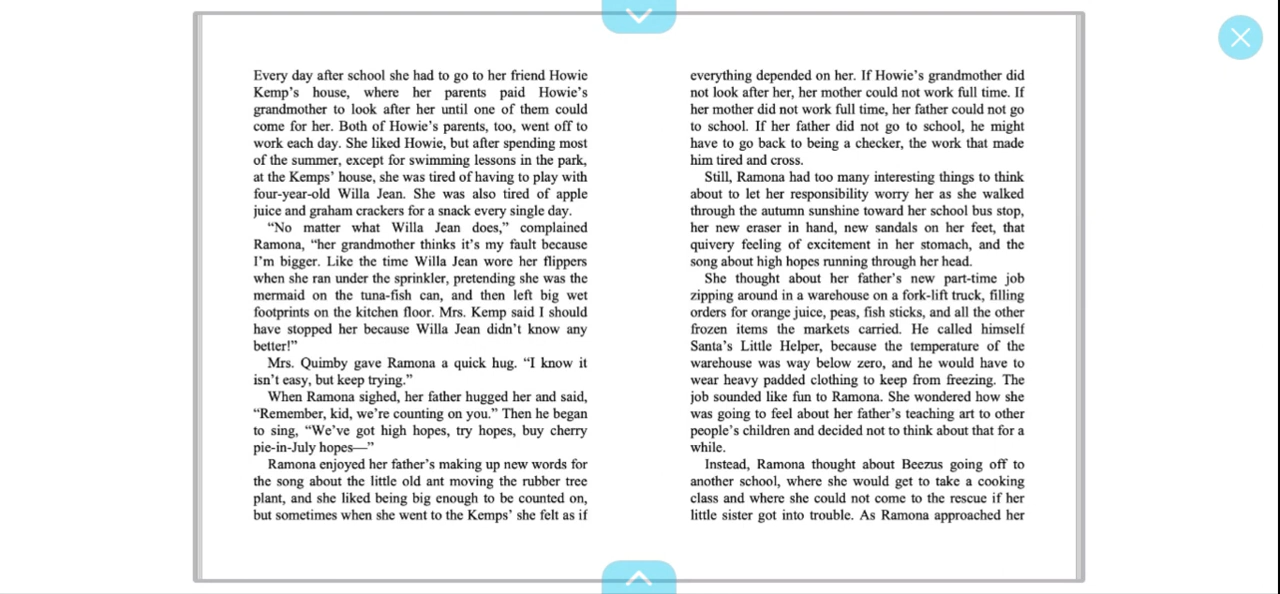 Every day after school she had to go to her friend Howie
Kemp’s house, where her parents paid Howie’s
grandmother to look after her until one of them could
come for her. Both of Howie’s parents, too, went off to
work each day. She liked Howie, but after spending most
of the summer, except for swimming lessons in the park,
at the Kemps’ house, she was tired of having to play with
four-year-old Willa Jean. She was also tired of apple
juice and graham crackers for a snack every single day.
“No matter what Willa Jean does,” complained
Ramona, “her grandmother thinks it’s my fault because
I’m bigger. Like the time Willa Jean wore her flippers
when she ran under the sprinkler, pretending she was the
mermaid on the tuna-fish can, and then left big wet
footprints on the kitchen floor. Mrs. Kemp said I should
have stopped her because Willa Jean didn’t know any
better!”
Mrs. Quimby gave Ramona a quick hug. “I know it
isn’t easy, but keep trying.”
When Ramona sighed, her father hugged her and said,
“Remember, kid, we’re counting on you.” Then he began
to sing, “We’ve got high hopes, try hopes, buy cherry
pie-in-July hopes—”
Ramona enjoyed her father’s making up new words for
the song about the little old ant moving the rubber tree
plant, and she liked being big enough to be counted on,
but sometimes when she went to the Kemps’ she felt as if
everything depended on her. If Howie’s grandmother did
not look after her, her mother could not work full time. If
her mother did not work full time, her father could not go
to school. If her father did not go to school, he might
have to go back to being a checker, the work that made
him tired and cross.
Still, Ramona had too many interesting things to think
about to let her responsibility worry her as she walked
through the autumn sunshine toward her school bus stop,
her new eraser in hand, new sandals on her feet, that
quivery feeling of excitement in her stomach, and the
song about high hopes running through her head.
She thought about her father’s new part-time job
zipping around in a warehouse on a fork-lift truck, filling
orders for orange juice, peas, fish sticks, and all the other
frozen items the markets carried. He called himself
Santa’s Little Helper, because the temperature of the
warehouse was way below zero, and he would have to
wear heavy padded clothing to keep from freezing. The
job sounded like fun to Ramona. She wondered how she
was going to feel about her father’s teaching art to other
people’s children and decided not to think about that for a
while.
Instead, Ramona thought about Beezus going off to
another school, where she would get to take a cooking
class and where she could not come to the rescue if her
little sister got into trouble. As Ramona approached her